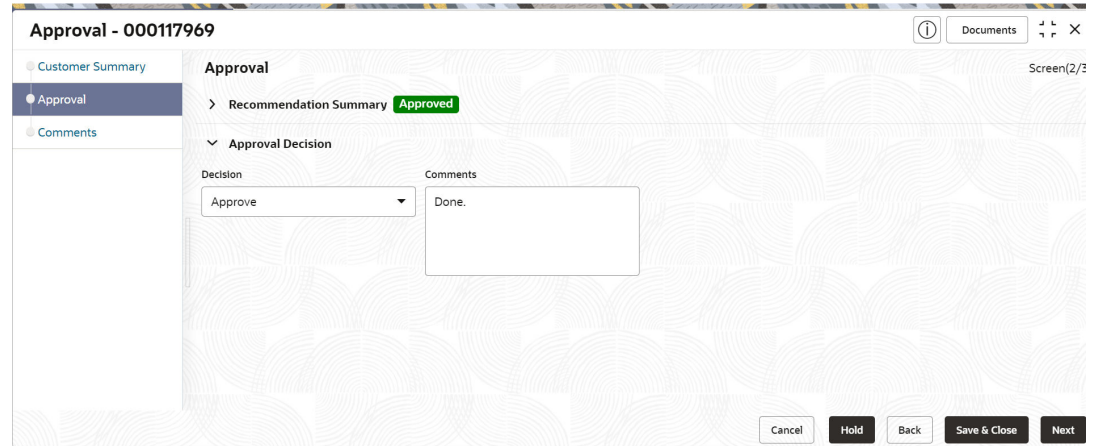 Approval - 000117969
Documents
Customer Summary
Approval
Comments
Approval
Screen(2/3
Recommendation Summary Approved
Approval Decision
Decision
Comments
Approve
Done.
Cancel
Hold
Back
Save & Close
Next